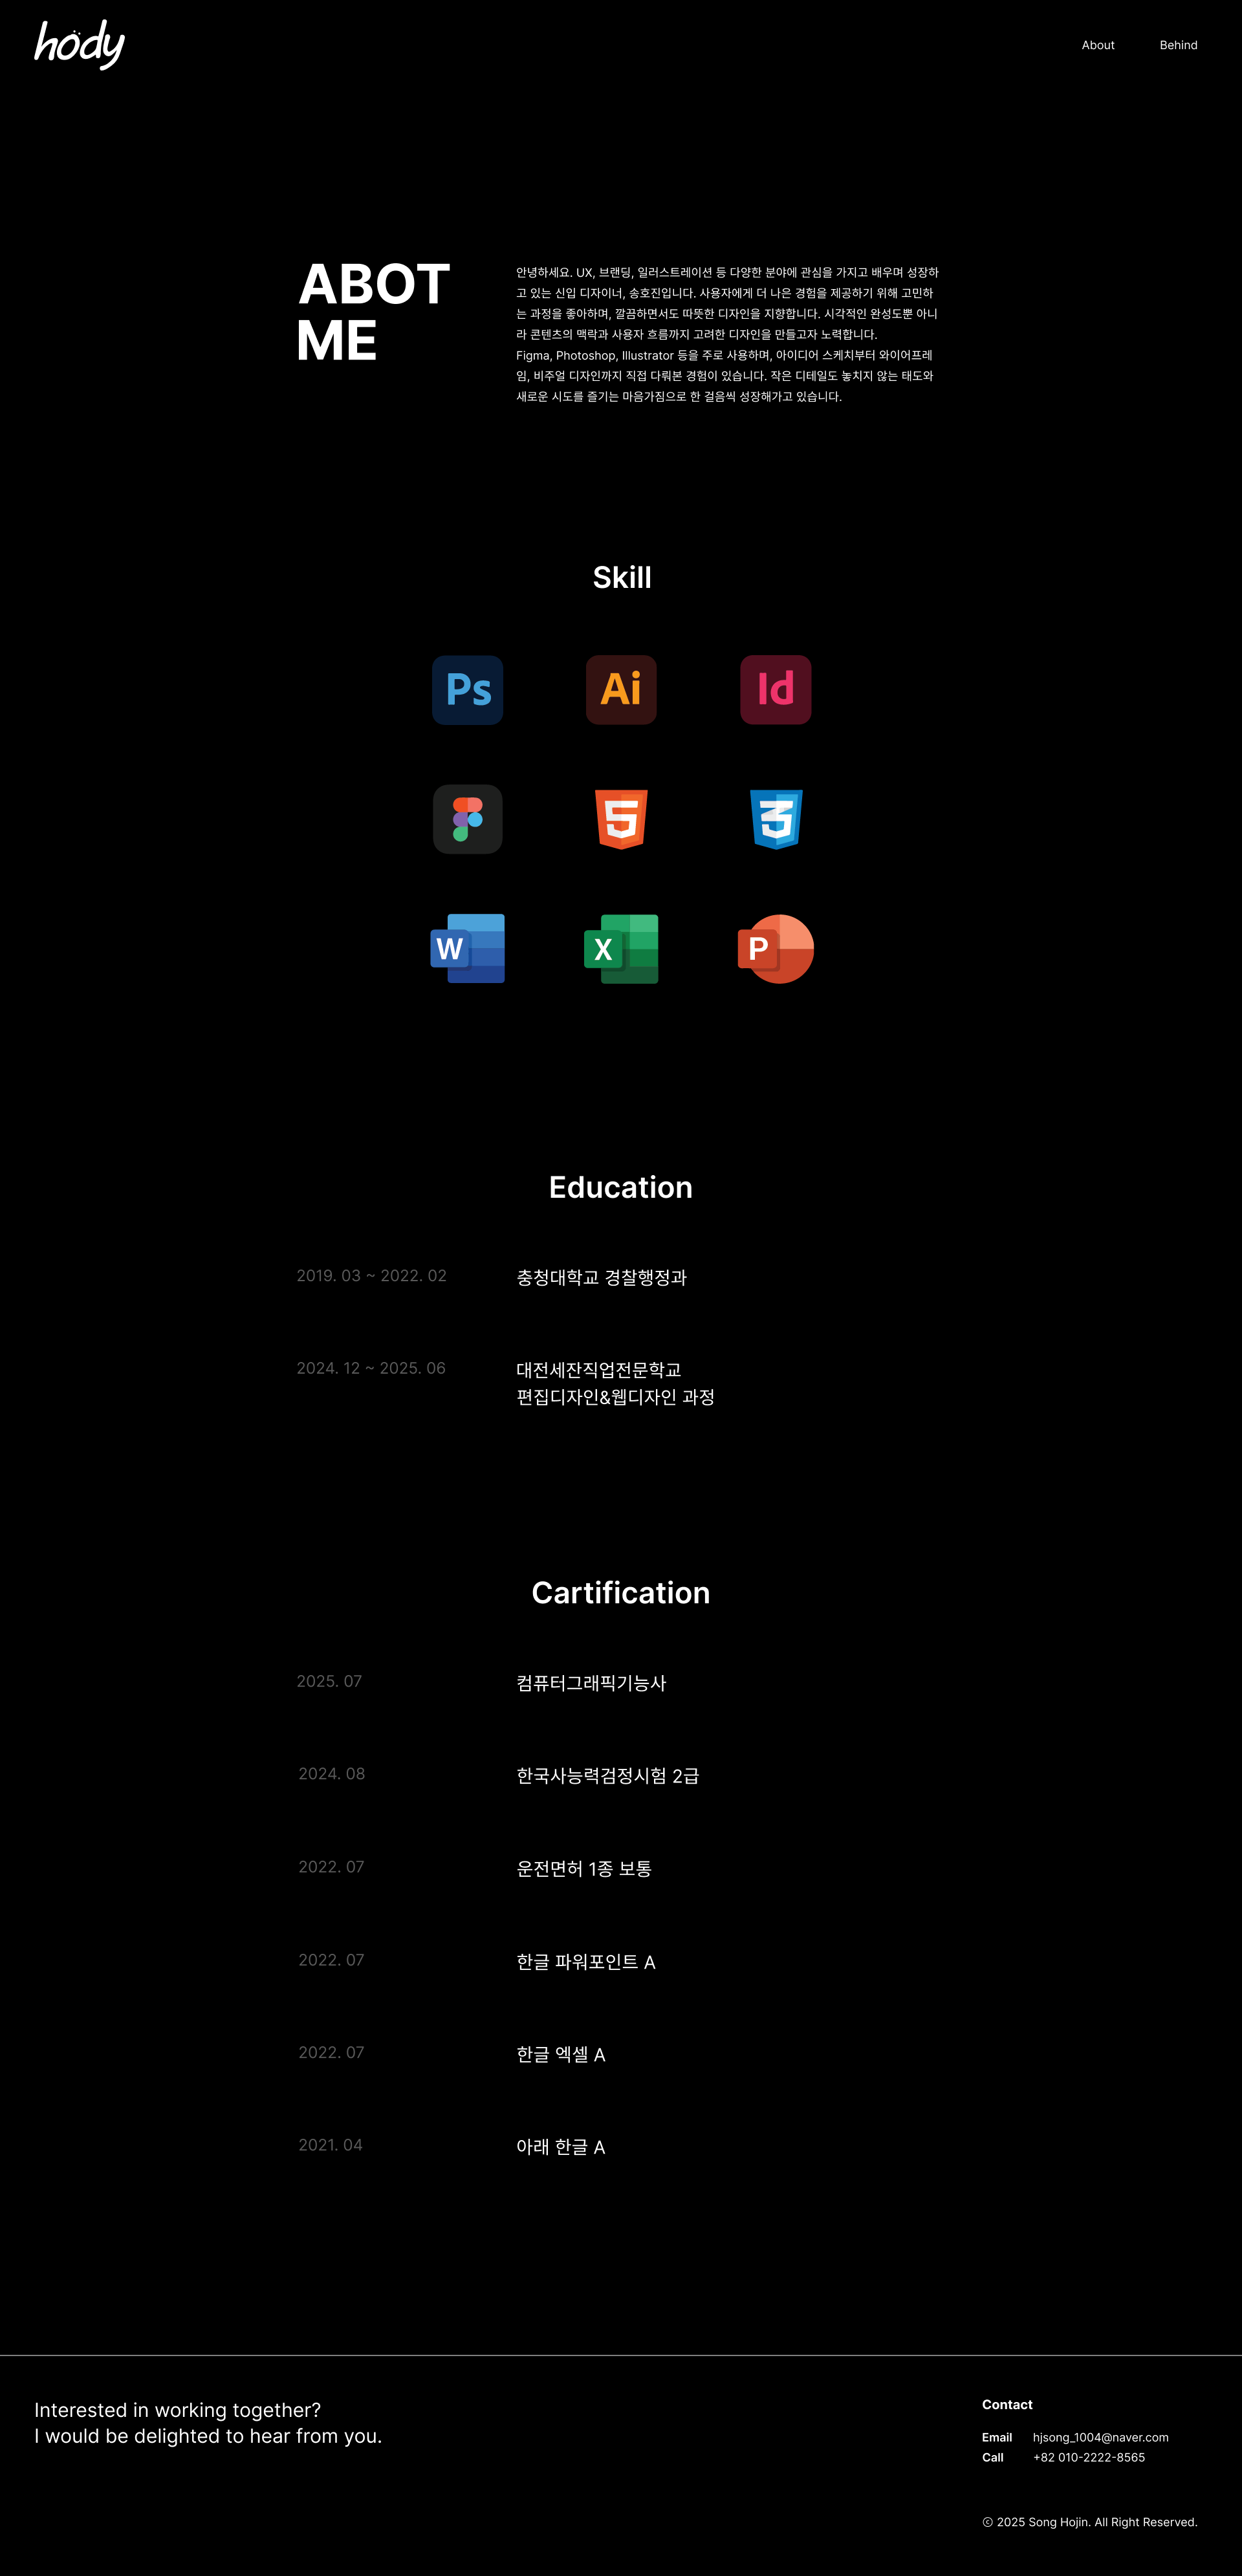 hody
About Behind
ABOT
ME
안녕하세요. UX, 브랜딩, 일러스트레이션 등 다양한 분야에 관심을 가지고 배우며 성장하
고 있는 신입 디자이너, 송호진입니다. 사용자에게 더 나은 경험을 제공하기 위해 고민하
는 과정을 좋아하며, 깔끔하면서도 따뜻한 디자인을 지향합니다. 시각적인 완성도뿐 아니
라 콘텐츠의 맥락과 사용자 흐름까지 고려한 디자인을 만들고자 노력합니다.
Figma, Photoshop, Illustrator 등을 주로 사용하며, 아이디어 스케치부터 와이어프레
임, 비주얼 디자인까지 직접 다뤄본 경험이 있습니다. 작은 디테일도 놓치지 않는 태도와
새로운 시도를 즐기는 마음가짐으로 한 걸음씩 성장해가고 있습니다.
Skill
Ps Ai Id
5 3
W X P
Education
2019. 03 ~ 2022. 02 충청대학교 경찰행정과
2024. 12 ~ 2025. 06 대전세잔직업전문학교
편집디자인&웹디자인 과정
Cartification
2025. 07 컴퓨터그래픽기능사
2024. 08 한국사능력검정시험 2급
2022. 07 운전면허 1종 보통
2022. 07 한글 파워포인트 A
2022. 07 한글 엑셀 A
2021. 04 아래 한글 A
Interested in working together?
I would be delighted to hear from you.
Contact
Email hjsong_1004@naver.com
Call +82 010-2222-8565
© 2025 Song Hojin. All Right Reserved.